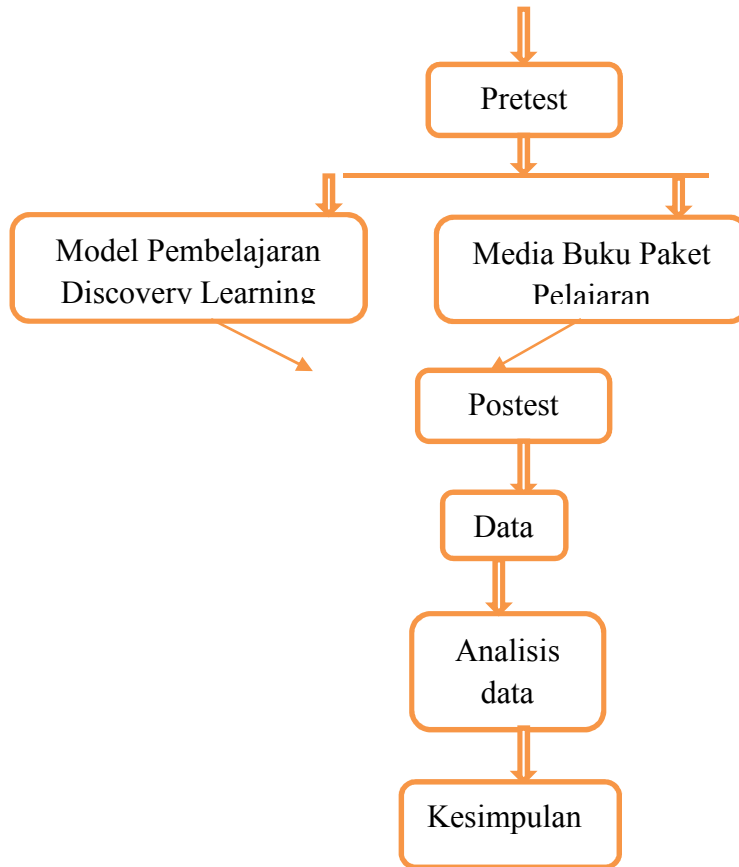 Pretest
Model Pembelajaran
Discovery Learning
Media Buku Paket
Pelajaran
Postest
Data
Analisis
data
Kesimpulan